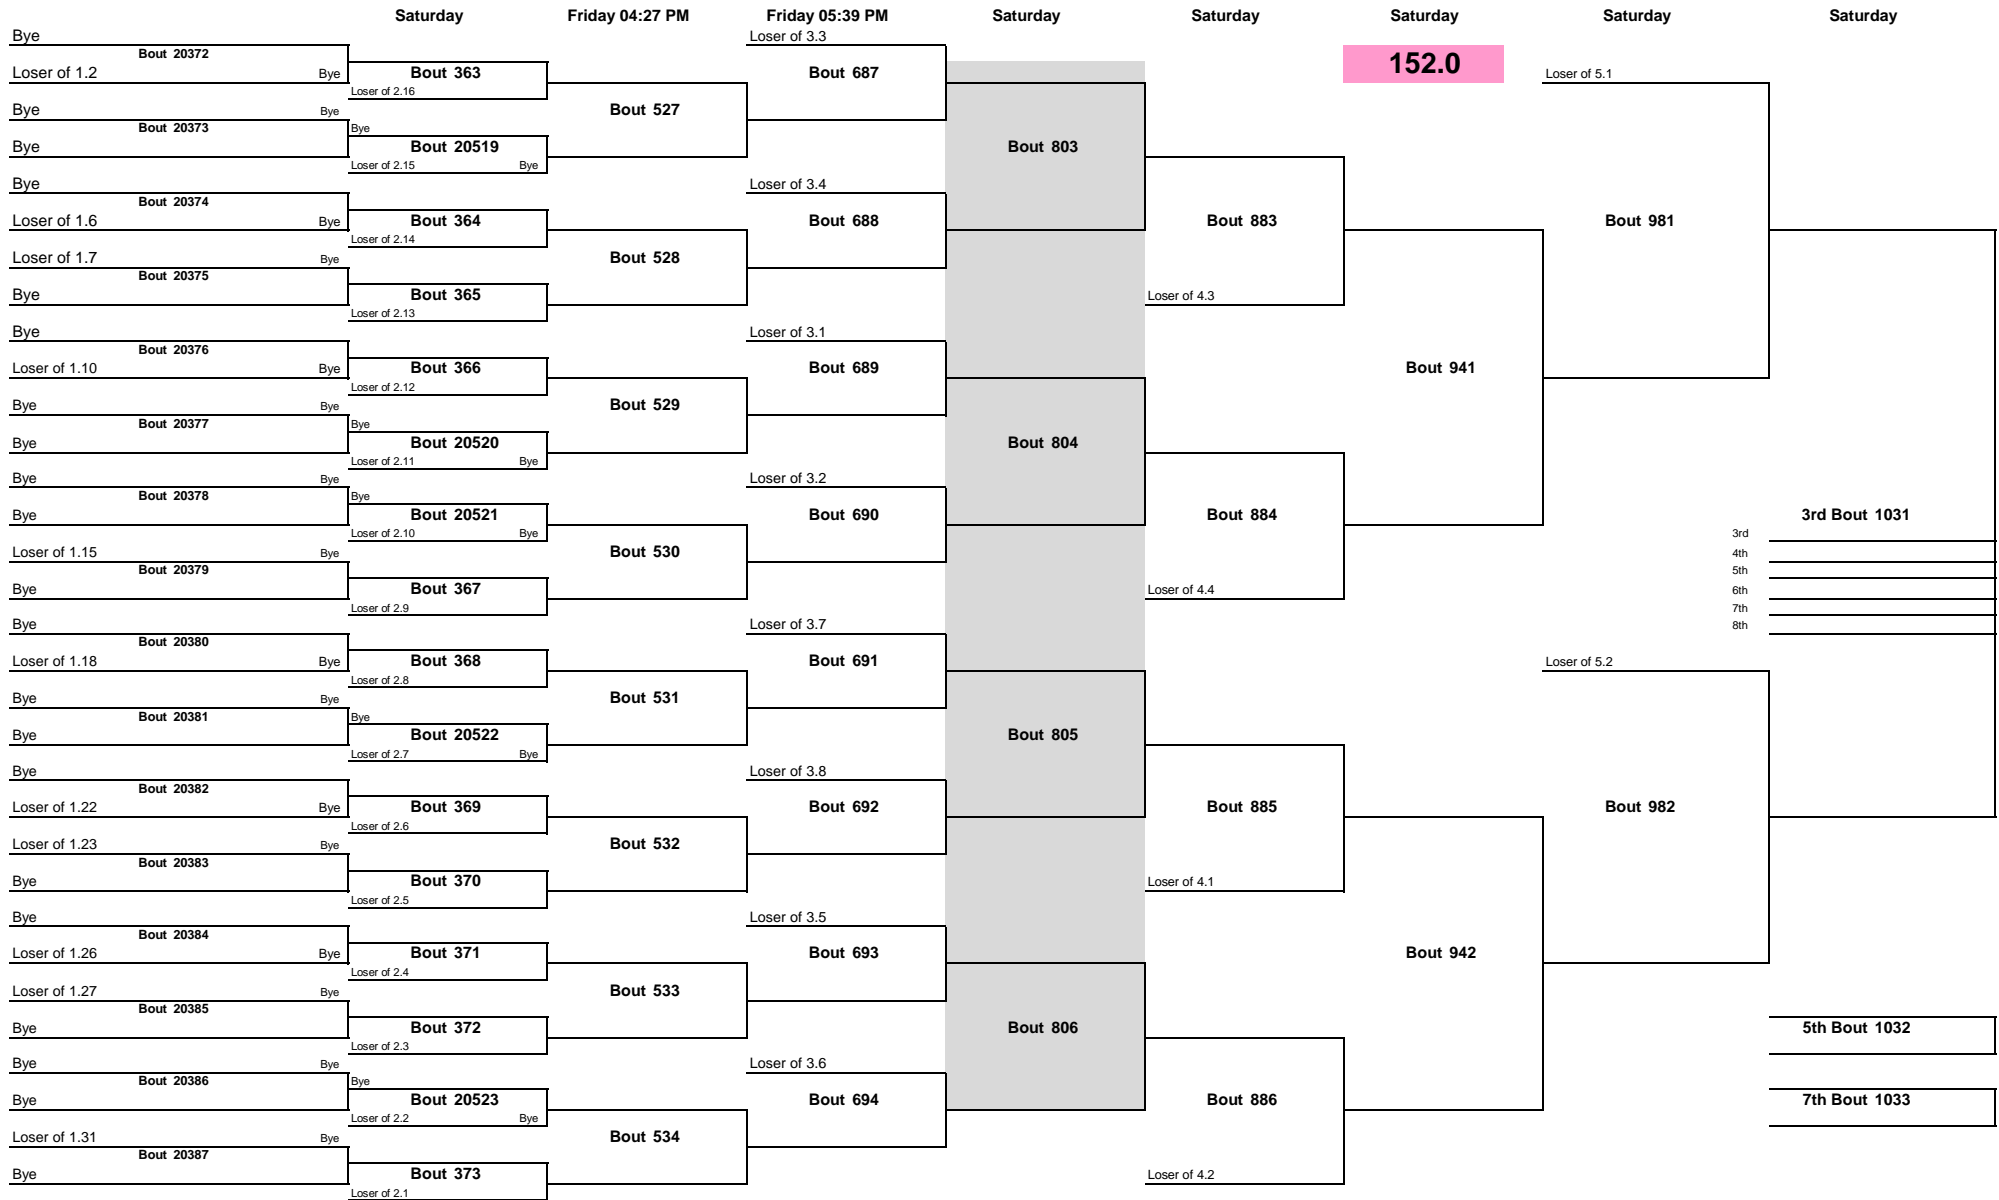 Saturday
Friday 04:27 PM
Friday 05:39 PM
Saturday
Saturday
Saturday
Saturday
Saturday
152.0
Bye
Bout 20372
Loser of 1.2
Bye
Bye
Bye
Bout 20373
Bye
Bye
Bout 20374
Loser of 1.6
Bye
Loser of 1.7
Bye
Bout 20375
Bye
Bye
Bout 20376
Loser of 1.10
Bye
Bye
Bye
Bout 20377
Bye
Bye
Bye
Bout 20378
Bye
Loser of 1.15
Bye
Bout 20379
Bye
Bye
Bout 20380
Loser of 1.18
Bye
Bye
Bye
Bout 20381
Bye
Bye
Bout 20382
Loser of 1.22
Bye
Loser of 1.23
Bye
Bout 20383
Bye
Bye
Bout 20384
Loser of 1.26
Bye
Loser of 1.27
Bye
Bout 20385
Bye
Bye
Bye
Bout 20386
Bye
Loser of 1.31
Bye
Bout 20387
Bye
Bout 363
Loser of 2.16
Bye
Bout 20519
Loser of 2.15
Bye
Bout 364
Loser of 2.14
Bout 365
Loser of 2.13
Bout 366
Loser of 2.12
Bye
Bout 20520
Loser of 2.11
Bye
Bye
Bout 20521
Loser of 2.10
Bye
Bout 367
Loser of 2.9
Bout 368
Loser of 2.8
Bye
Bout 20522
Loser of 2.7
Bye
Bout 369
Loser of 2.6
Bout 370
Loser of 2.5
Bout 371
Loser of 2.4
Bout 372
Loser of 2.3
Bye
Bout 20523
Loser of 2.2
Bye
Bout 373
Loser of 2.1
Bout 527
Bout 528
Bout 529
Bout 530
Bout 531
Bout 532
Bout 533
Bout 534
Loser of 3.3
Bout 687
Loser of 3.4
Bout 688
Loser of 3.1
Bout 689
Loser of 3.2
Bout 690
Loser of 3.7
Bout 691
Loser of 3.8
Bout 692
Loser of 3.5
Bout 693
Loser of 3.6
Bout 694
Bout 803
Bout 804
Bout 805
Bout 806
Bout 883
Loser of 4.3
Bout 884
Loser of 4.4
Bout 885
Loser of 4.1
Bout 886
Loser of 4.2
Bout 941
Bout 942
Loser of 5.1
Bout 981
Loser of 5.2
Bout 982
3rd Bout 1031
3rd
4th
5th
6th
7th
8th
5th Bout 1032
7th Bout 1033